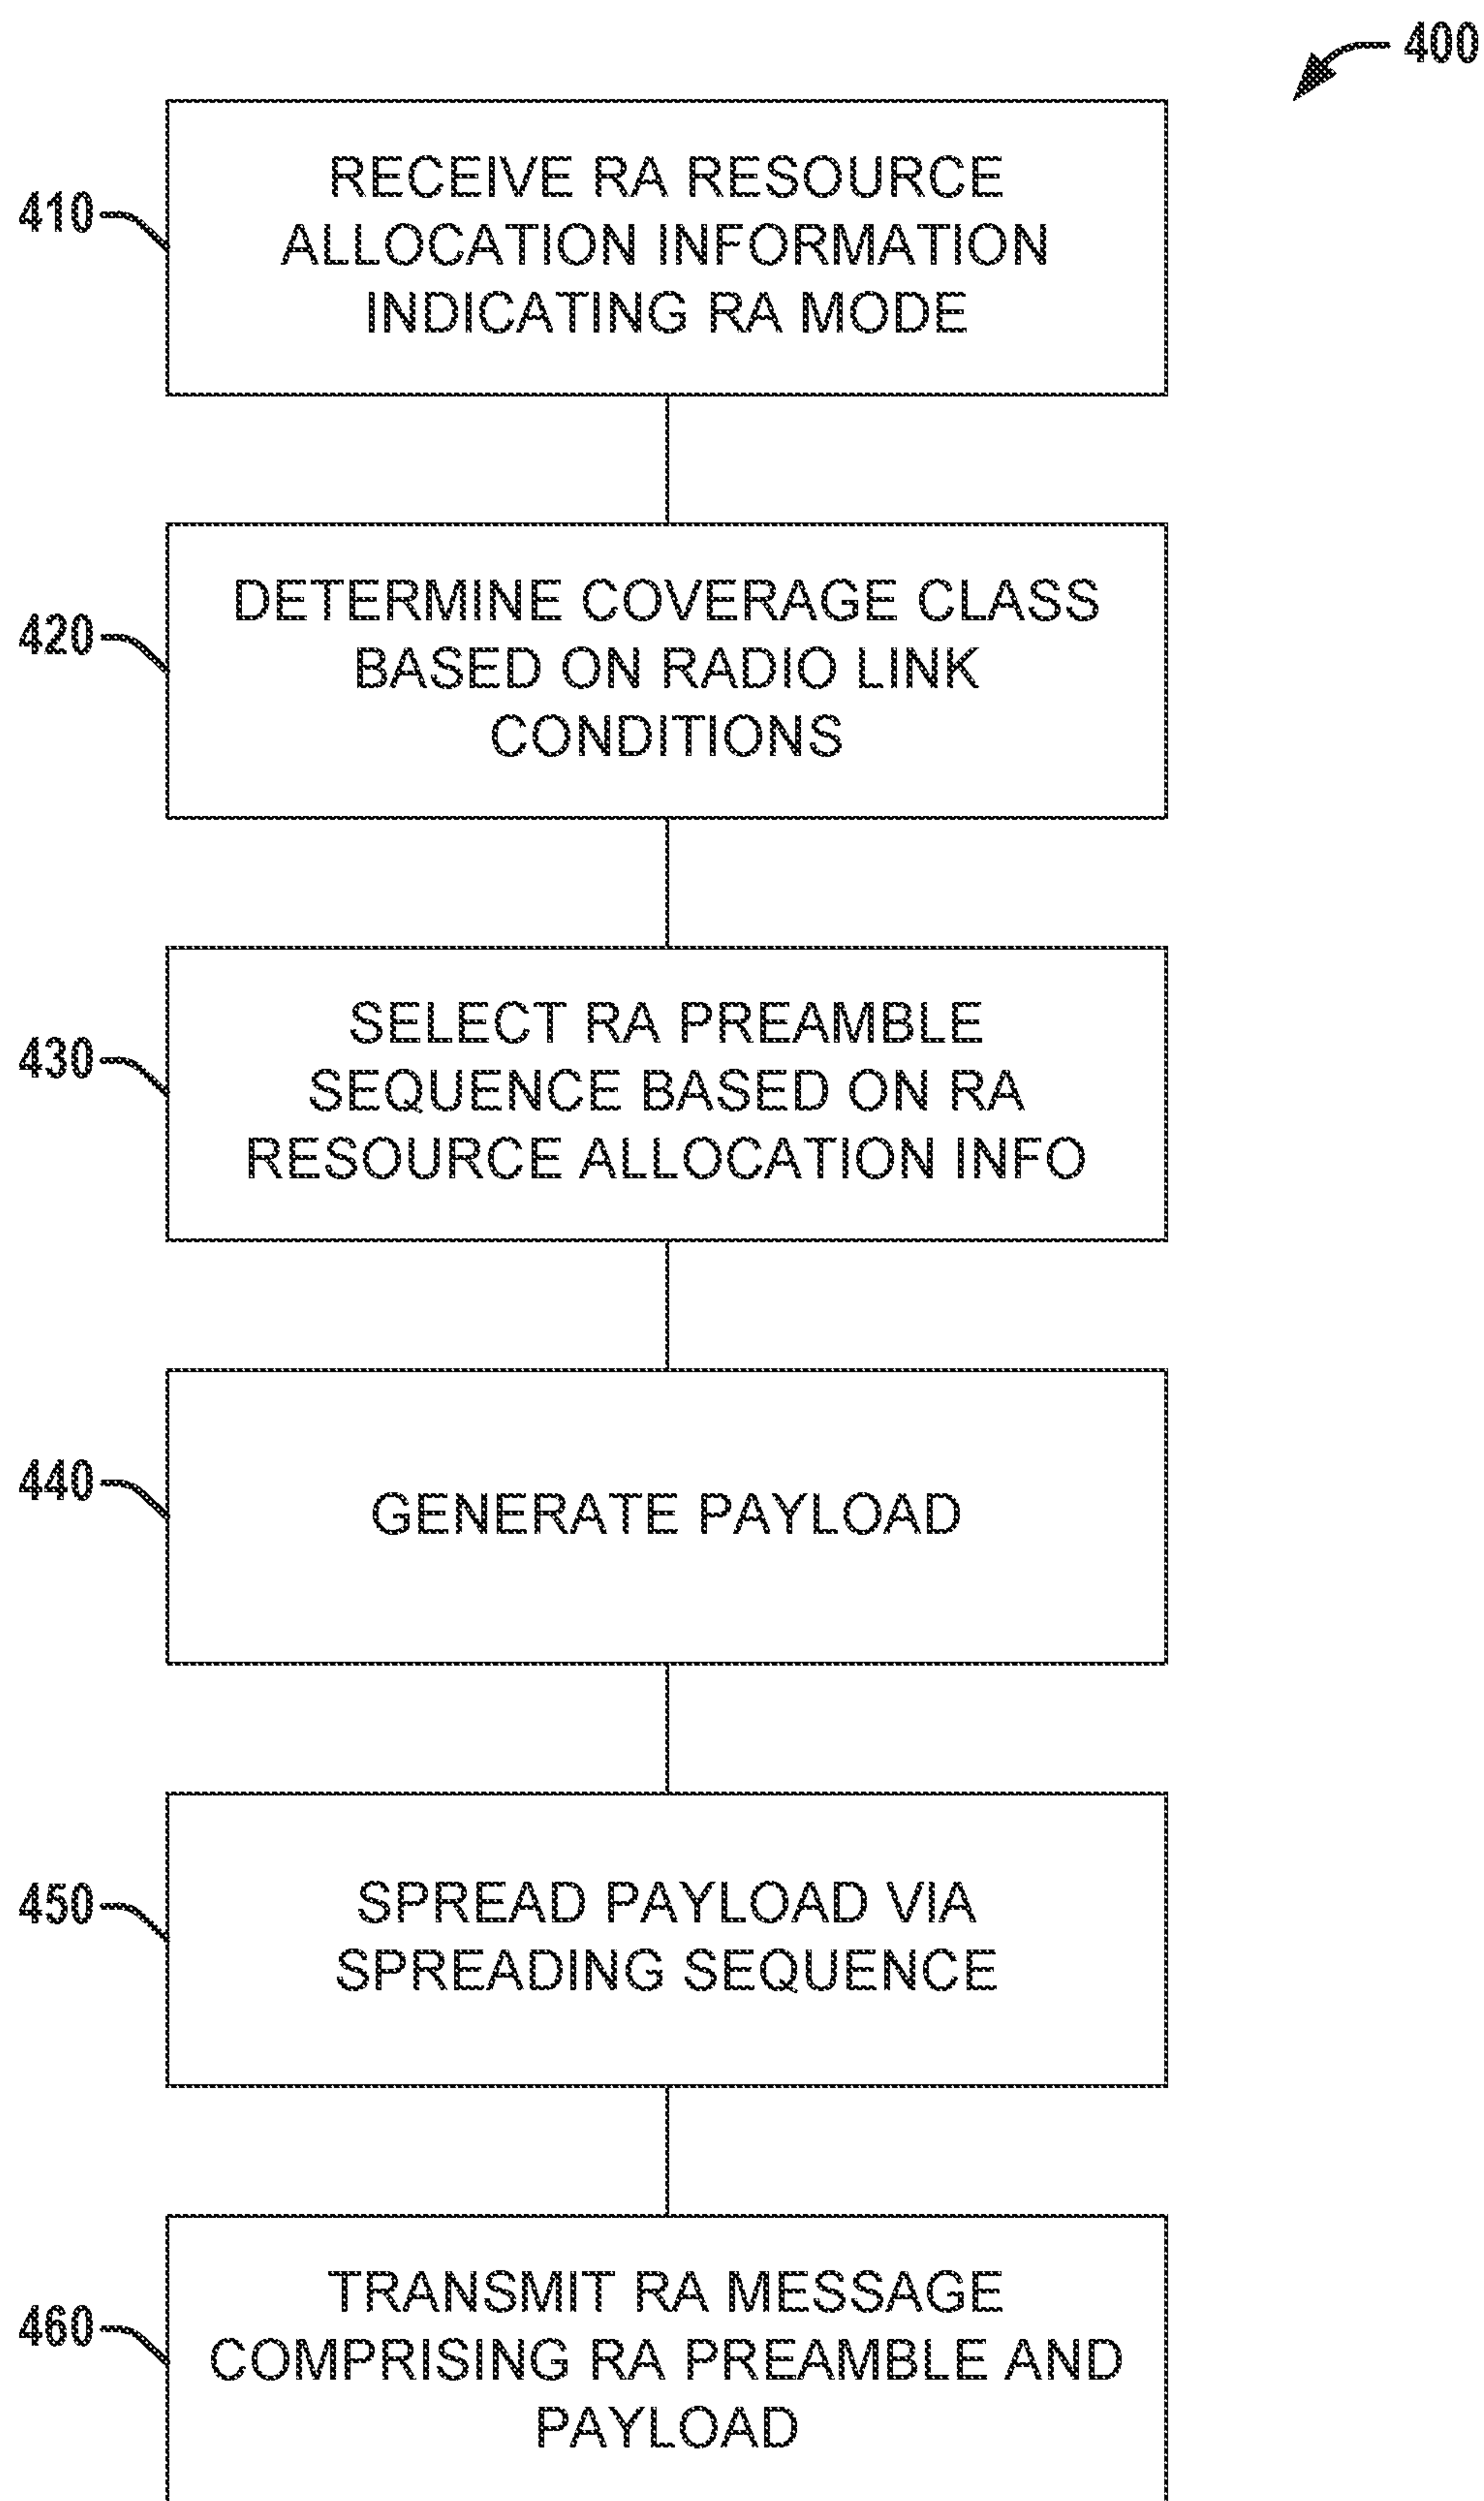 400
410
RECEIVE RA RESOURCE
ALLOCATION INFORMATION
INDICATING RA MODE
420
DETERMINE COVERAGE CLASS
BASED ON RADIO LINK
CONDITIONS
430
SELECT RA PREAMBLE
SEQUENCE BASED ON RA
RESOURCE ALLOCATION INFO
440
GENERATE PAYLOAD
450
SPREAD PAYLOAD VIA
SPREADING SEQUENCE
460
TRANSMIT RA MESSAGE
COMPRISING RA PREAMBLE AND
PAYLOAD